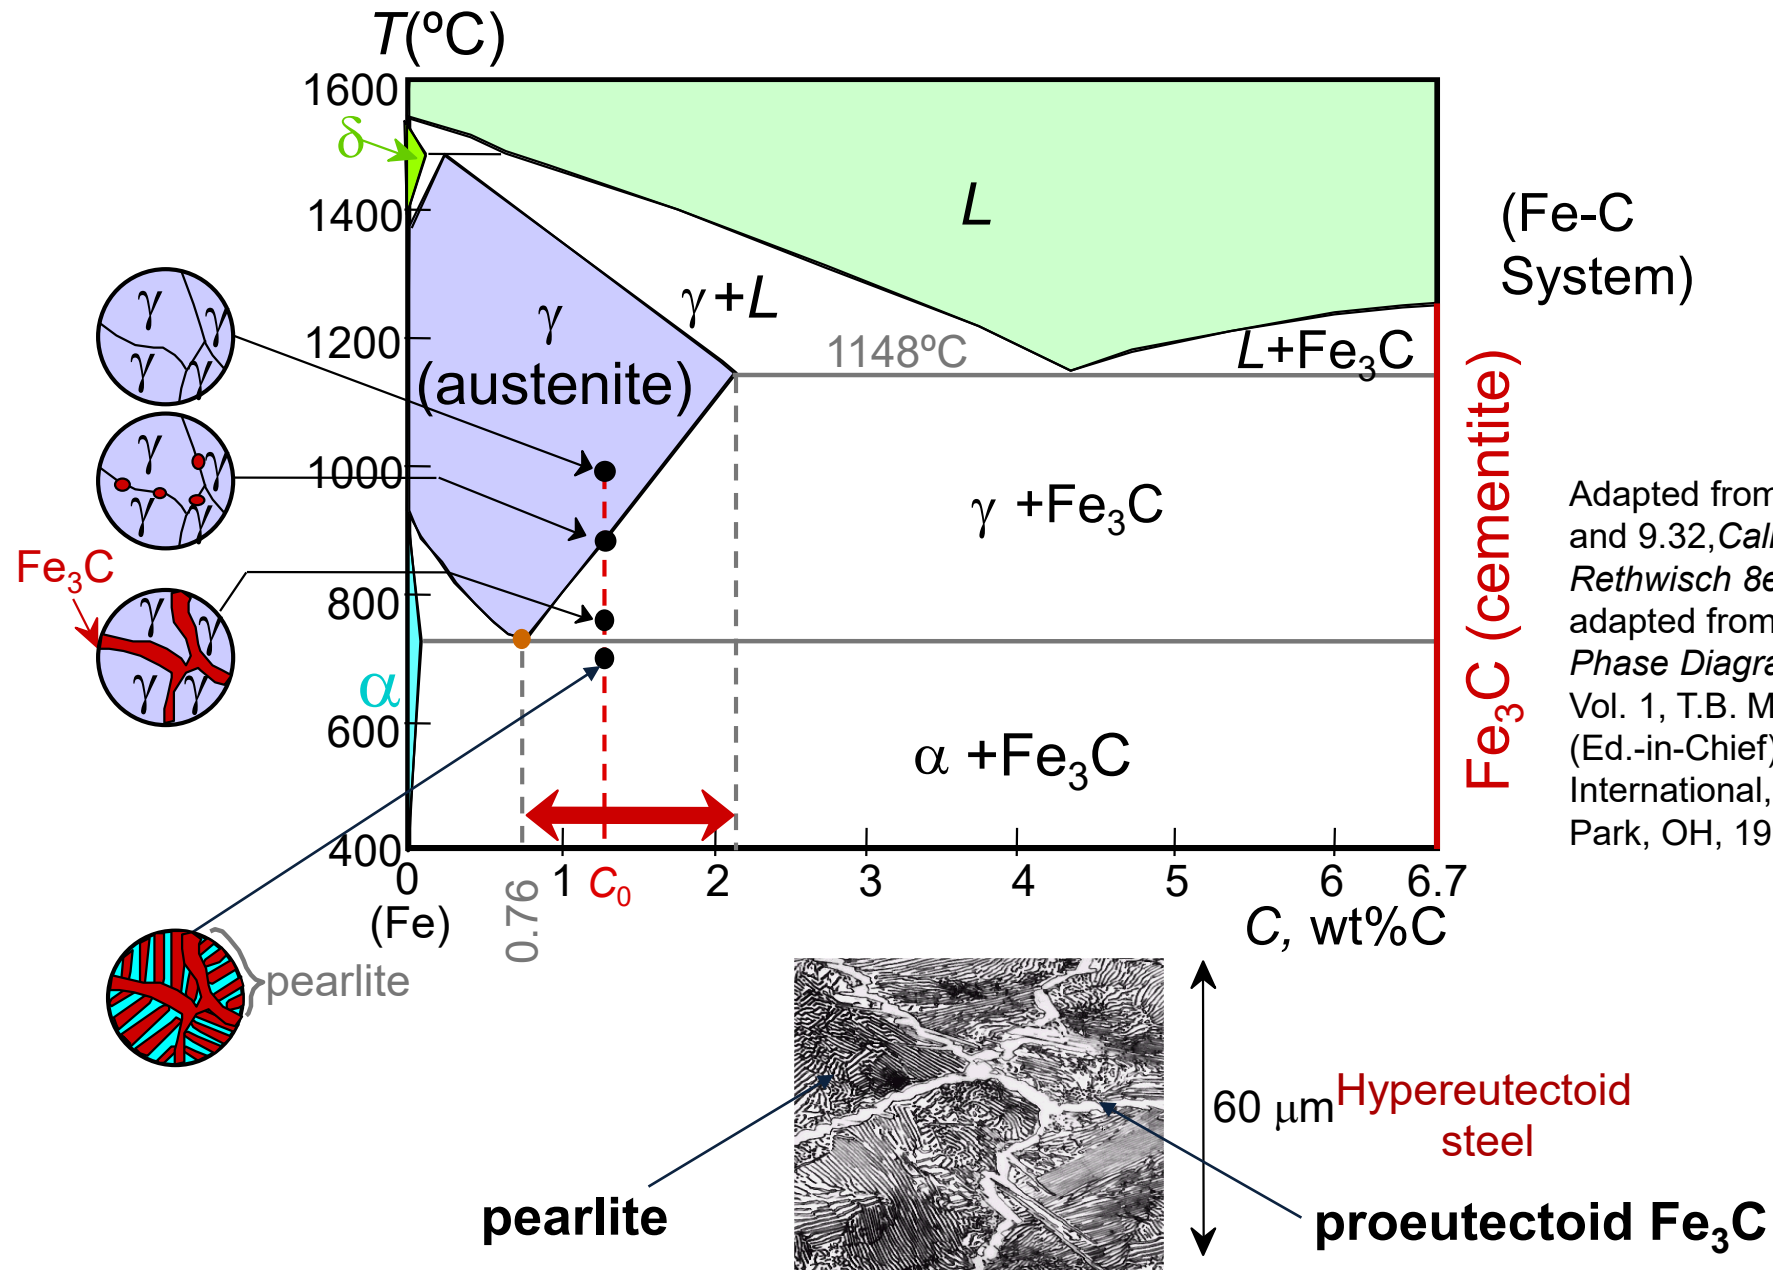 T(ºC)
1600
δ
1400
L
(Fe-C
System)
γ
γ
γ
γ
γ+L
γ
(austenite)
1200
1148ºC
L+Fe₃C
γ
γ
γ
γ
1000
γ +Fe₃C
Fe₃C (cementite)
Adapted from
and 9.32,
Rethwisch 8e
adapted from
Phase Diagra
Vol. 1, T.B. M
(Ed.-in-Chief)
International,
Park, OH, 19
Fe₃C
γ
γ
γ
γ
800
α
600
α +Fe₃C
400
0
1
C₀
2
3
4
5
6
6.7
(Fe)
0.76
C, wt%C
pearlite
60 μm
Hypereutectoid
steel
pearlite
proeutectoid Fe₃C